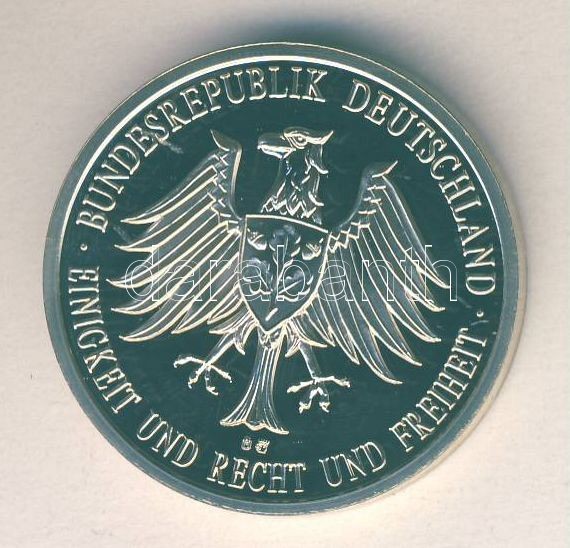 BUNDESREPUBLIK DEUTSCHLAND
· EINIGKEIT UND RECHT UND FREIHEIT ·
darabanth